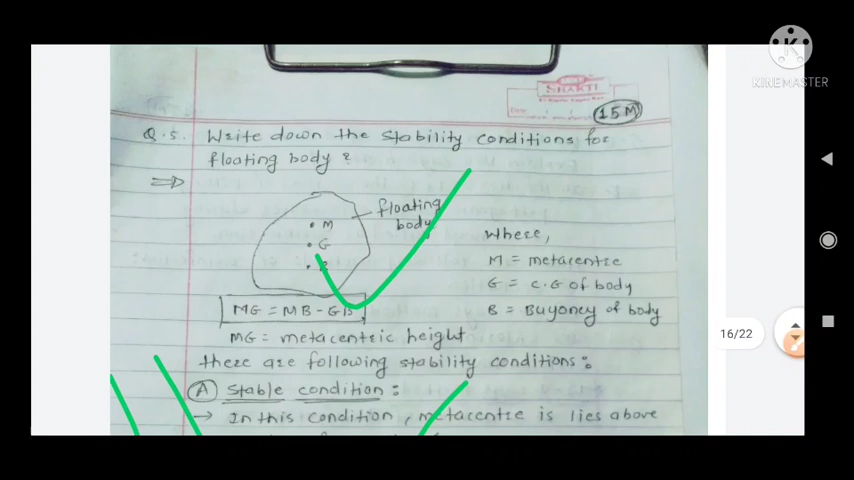 KINEMASTER
SHAKTI
15M
Q.5. Write down the stability conditions for
floating body?
floating
body
M
G
MG = MB - GB
Where,
M = metacentre
G = C.G of body
B = Buyoncy of body
MG = metacentric height
16/22
there are following stability conditions:
A Stable condition:
→ In this condition, metacentre is lies above